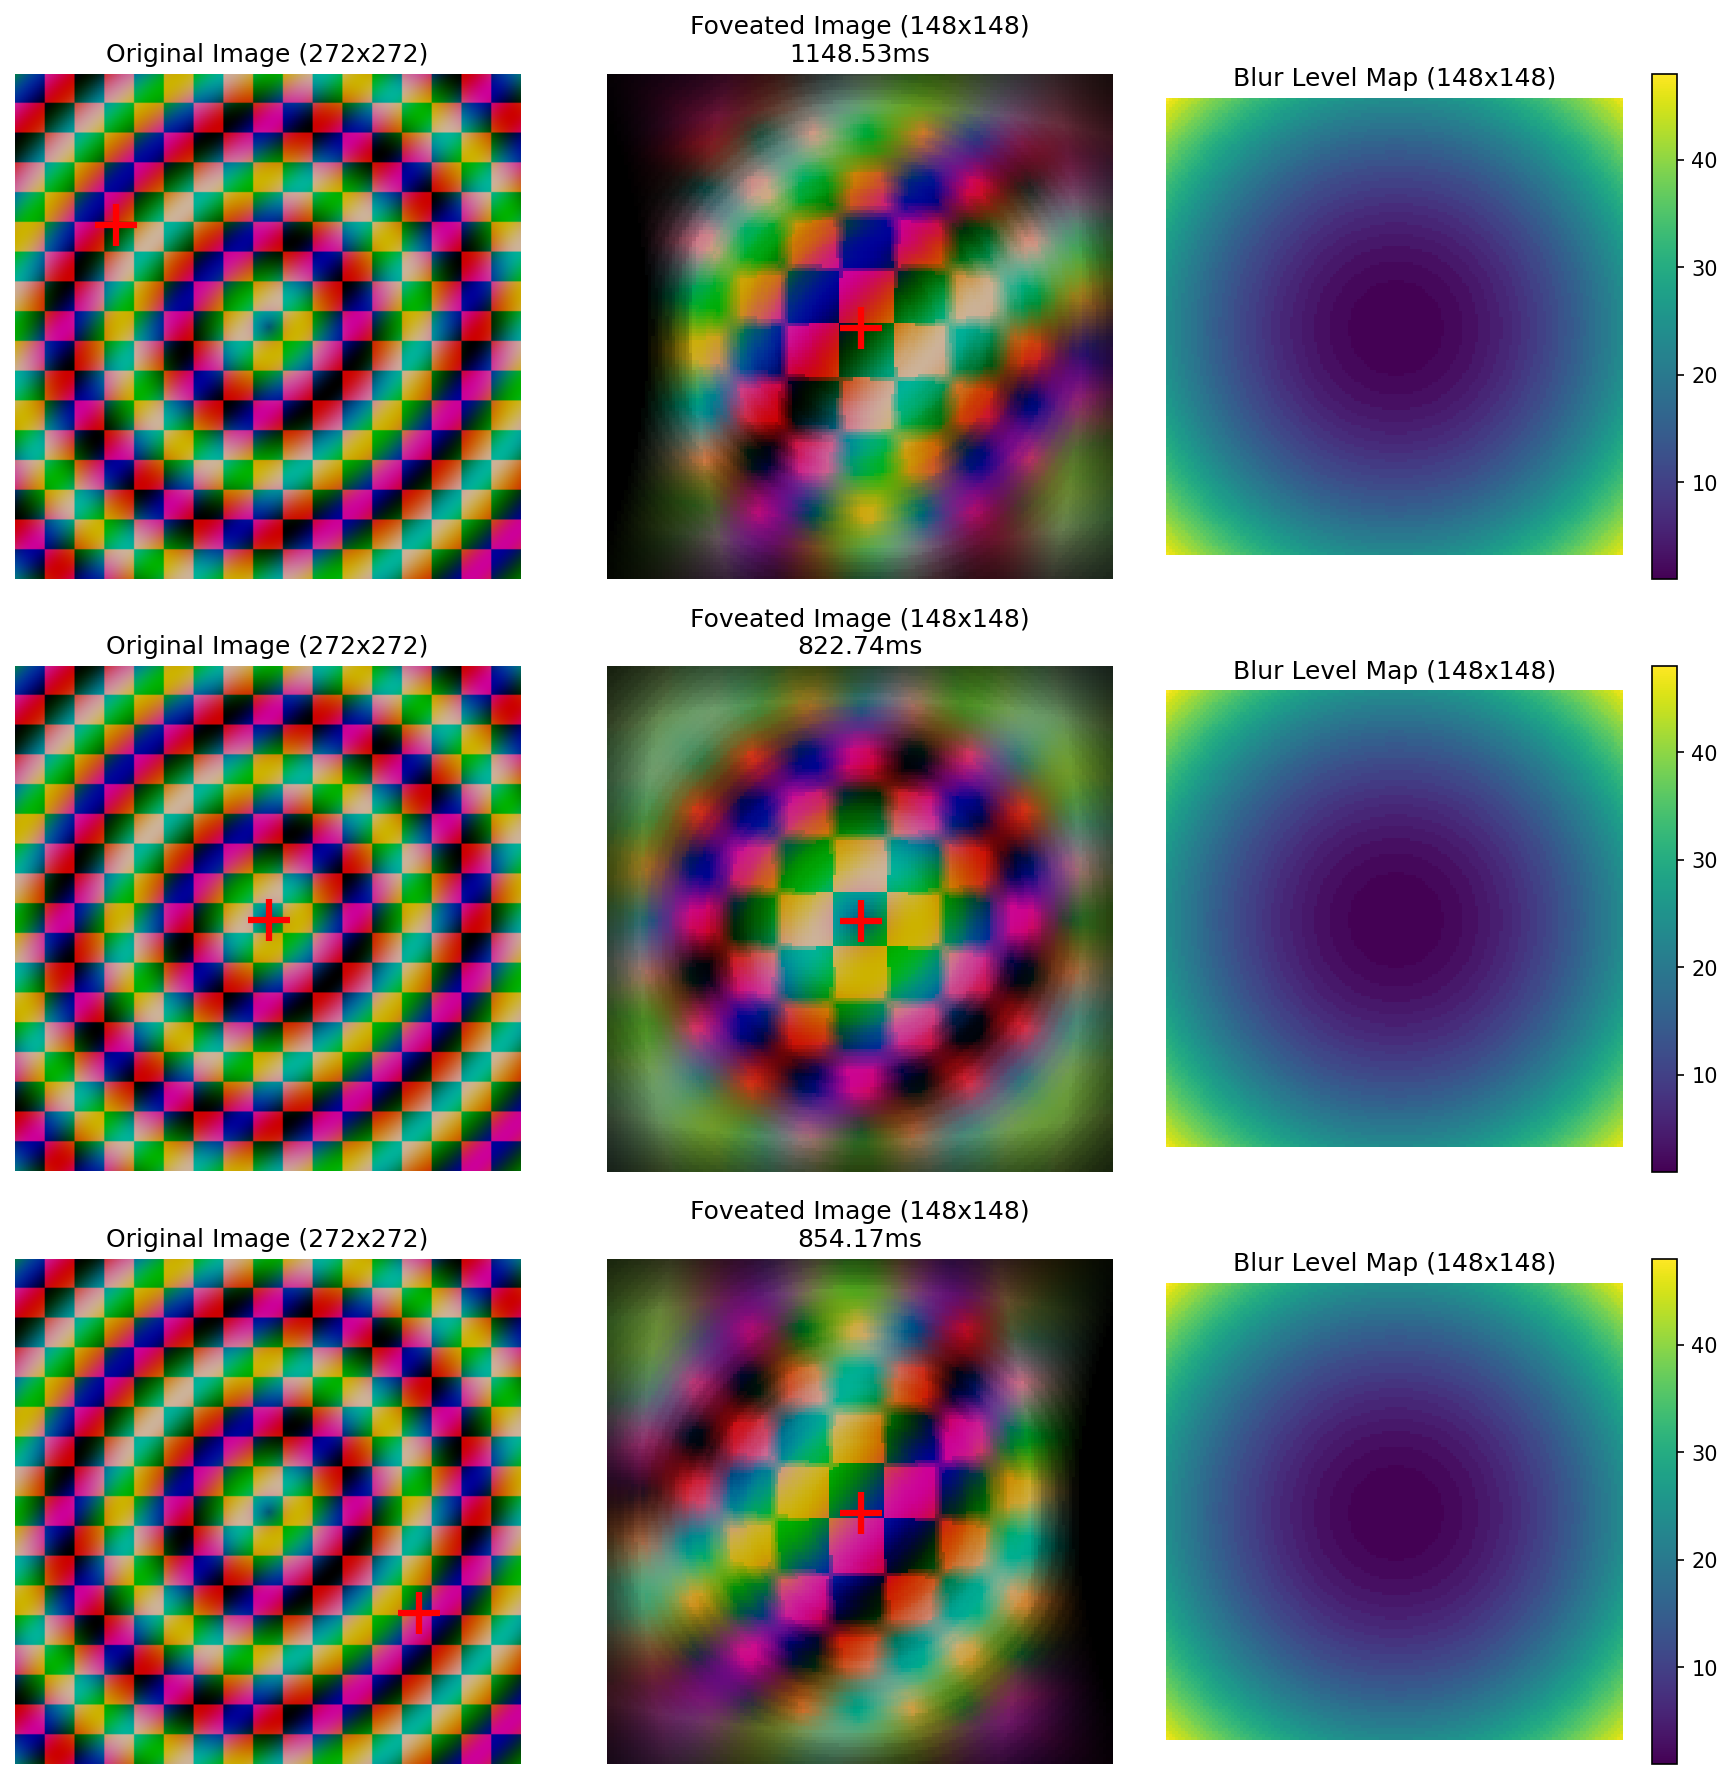 Original Image (272x272)
Foveated Image (148x148)
1148.53ms
Blur Level Map (148x148)
40
30
20
10
Original Image (272x272)
Foveated Image (148x148)
822.74ms
Blur Level Map (148x148)
40
30
20
10
Original Image (272x272)
Foveated Image (148x148)
854.17ms
Blur Level Map (148x148)
40
30
20
10